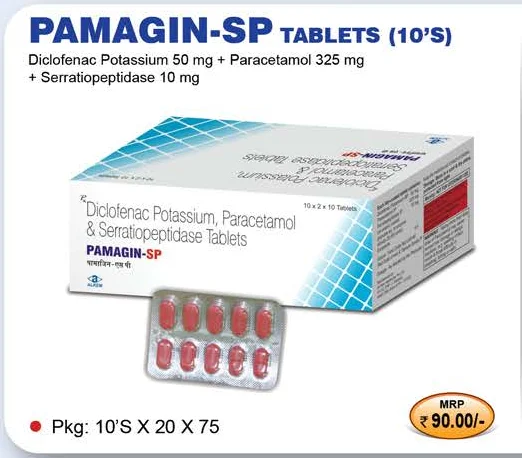 PAMAGIN-SP TABLETS (10'S)
Diclofenac Potassium 50 mg + Paracetamol 325 mg
+ Serratiopeptidase 10 mg
PAMAGIN-SP
Diclofenac Potassium,
Paracetamol &
Serratiopeptidase Tablets
10 x 2 x 10 Tablets
Rx
Diclofenac Potassium, Paracetamol
& Serratiopeptidase Tablets
PAMAGIN-SP
पामाजिन-एस पी
a
ALKEM
Pkg: 10'S X 20 X 75
MRP
₹ 90.00/-